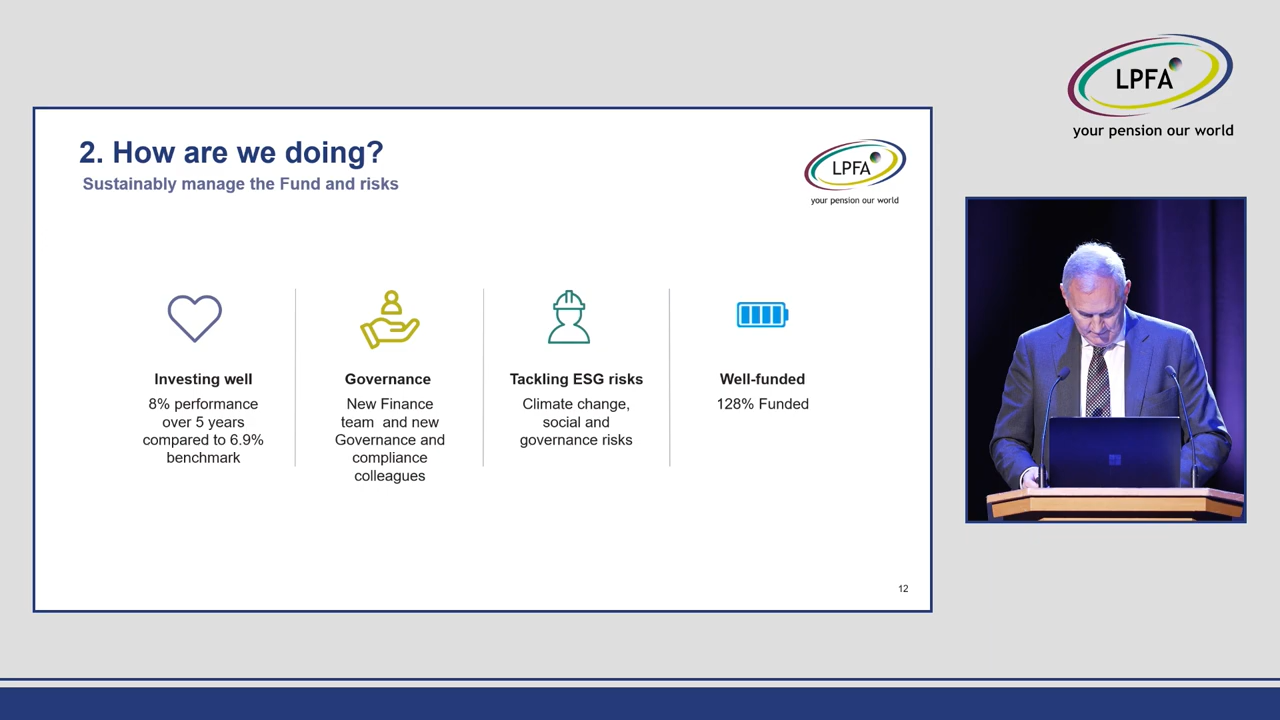 LPFA
your pension our world
2. How are we doing?
Sustainably manage the Fund and risks
LPFA
your pension our world
Investing well
8% performance
over 5 years
compared to 6.9%
benchmark
Governance
New Finance
team and new
Governance and
compliance
colleagues
Tackling ESG risks
Climate change,
social and
governance risks
Well-funded
128% Funded
12